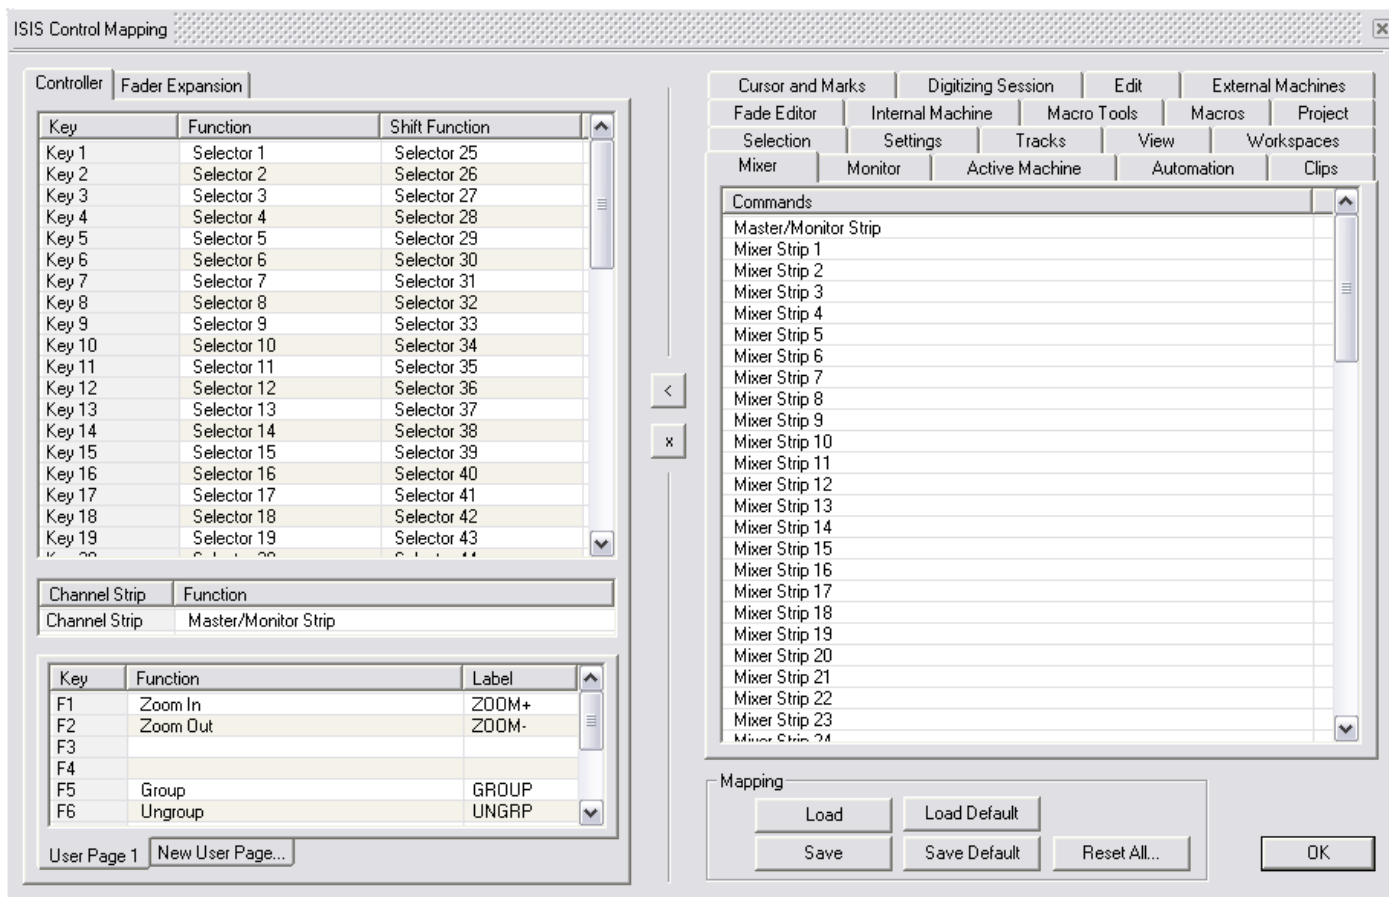 ISIS Control Mapping
Controller Fader Expansion
Key Function Shift Function
Key 1 Selector 1 Selector 25
Key 2 Selector 2 Selector 26
Key 3 Selector 3 Selector 27
Key 4 Selector 4 Selector 28
Key 5 Selector 5 Selector 29
Key 6 Selector 6 Selector 30
Key 7 Selector 7 Selector 31
Key 8 Selector 8 Selector 32
Key 9 Selector 9 Selector 33
Key 10 Selector 10 Selector 34
Key 11 Selector 11 Selector 35
Key 12 Selector 12 Selector 36
Key 13 Selector 13 Selector 37
Key 14 Selector 14 Selector 38
Key 15 Selector 15 Selector 39
Key 16 Selector 16 Selector 40
Key 17 Selector 17 Selector 41
Key 18 Selector 18 Selector 42
Key 19 Selector 19 Selector 43
Channel Strip Function
Channel Strip Master/Monitor Strip
Key Function Label
F1 Zoom In ZOOM+
F2 Zoom Out ZOOM-
F3
F4
F5 Group GROUP
F6 Ungroup UNGRP
User Page 1 New User Page...
<
x
Cursor and Marks Digitizing Session Edit External Machines
Fade Editor Internal Machine Macro Tools Macros Project
Selection Settings Tracks View Workspaces
Mixer Monitor Active Machine Automation Clips
Commands
Master/Monitor Strip
Mixer Strip 1
Mixer Strip 2
Mixer Strip 3
Mixer Strip 4
Mixer Strip 5
Mixer Strip 6
Mixer Strip 7
Mixer Strip 8
Mixer Strip 9
Mixer Strip 10
Mixer Strip 11
Mixer Strip 12
Mixer Strip 13
Mixer Strip 14
Mixer Strip 15
Mixer Strip 16
Mixer Strip 17
Mixer Strip 18
Mixer Strip 19
Mixer Strip 20
Mixer Strip 21
Mixer Strip 22
Mixer Strip 23
Mixer Strip 24
Mapping
Load Load Default
Save Save Default Reset All... OK